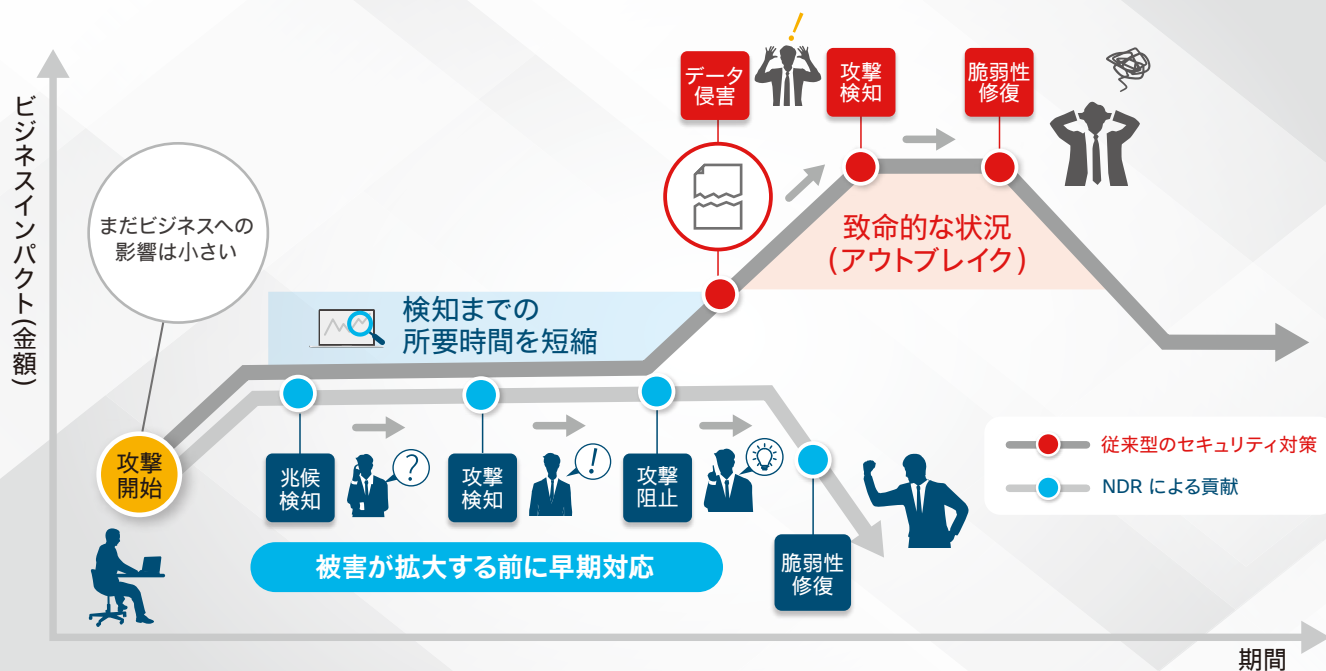 ビジネスインパクト(金額)
まだビジネスへの
影響は小さい
攻撃
開始
検知までの
所要時間を短縮
データ
侵害
!
攻撃
検知
脆弱性
修復
致命的な状況
(アウトブレイク)
兆候
検知
?
攻撃
検知
!
攻撃
阻止
脆弱性
修復
被害が拡大する前に早期対応
従来型のセキュリティ対策
NDR による貢献
期間